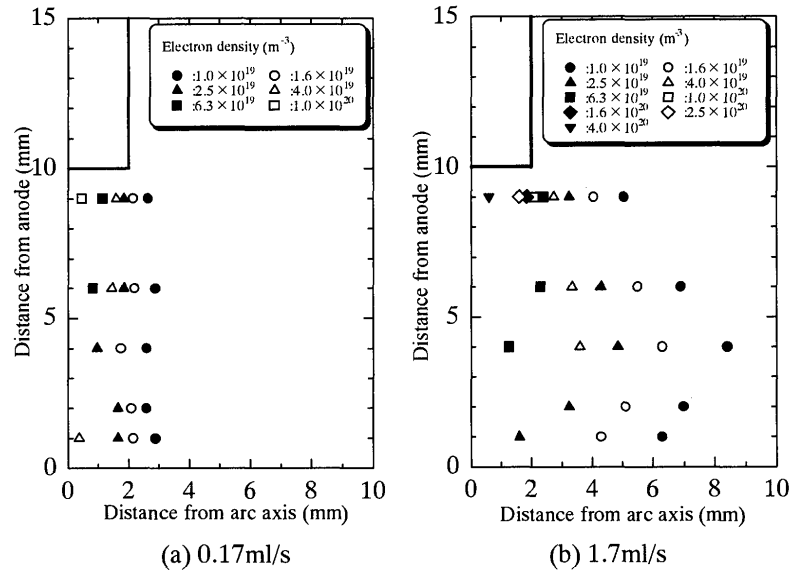 Electron density (m⁻³)
●:1.0×10¹⁹ ○:1.6×10¹⁹
▲:2.5×10¹⁹ △:4.0×10¹⁹
■:6.3×10¹⁹ □:1.0×10²⁰
15
10
5
0
Distance from anode (mm)
0 2 4 6 8 10
Distance from arc axis (mm)
(a) 0.17ml/s
Electron density (m⁻³)
●:1.0×10¹⁹ ○:1.6×10¹⁹
▲:2.5×10¹⁹ △:4.0×10¹⁹
■:6.3×10¹⁹ □:1.0×10²⁰
◆:1.6×10²⁰ ◇:2.5×10²⁰
▼:4.0×10²⁰
15
10
5
0
Distance from anode (mm)
0 2 4 6 8 10
Distance from arc axis (mm)
(b) 1.7ml/s